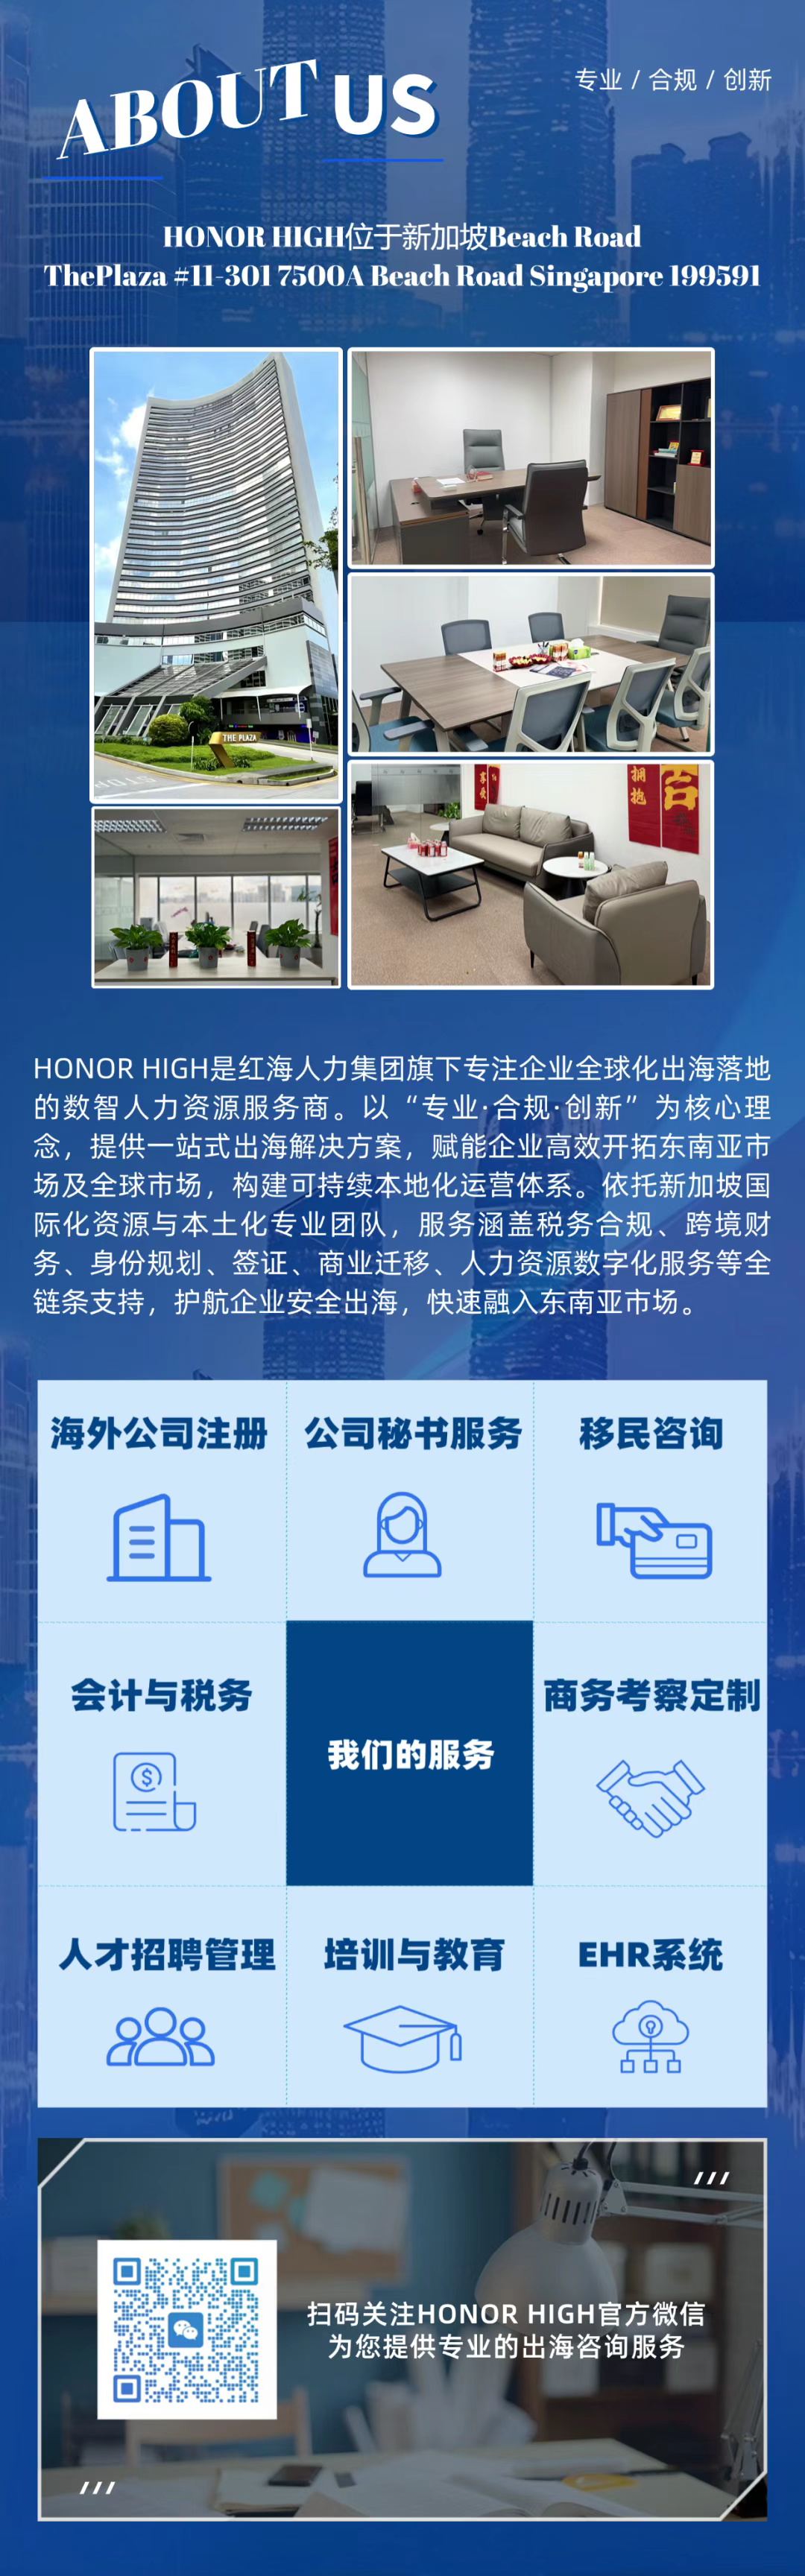 ABOUT US
专业 / 合规 / 创新
HONOR HIGH位于新加坡Beach Road
ThePlaza #11-301 7500A Beach Road Singapore 199591
THE PLAZA
享受
拥抱
HONOR HIGH是红海人力集团旗下专注企业全球化出海落地
的数智人力资源服务商。以“专业·合规·创新”为核心理
念，提供一站式出海解决方案，赋能企业高效开拓东南亚市
场及全球市场，构建可持续本地化运营体系。依托新加坡国
际化资源与本土化专业团队，服务涵盖税务合规、跨境财
务、身份规划、签证、商业迁移、人力资源数字化服务等全
链条支持，护航企业安全出海，快速融入东南亚市场。
海外公司注册
公司秘书服务
移民咨询
会计与税务
我们的服务
商务考察定制
人才招聘管理
培训与教育
EHR系统
扫码关注HONOR HIGH官方微信
为您提供专业的出海咨询服务